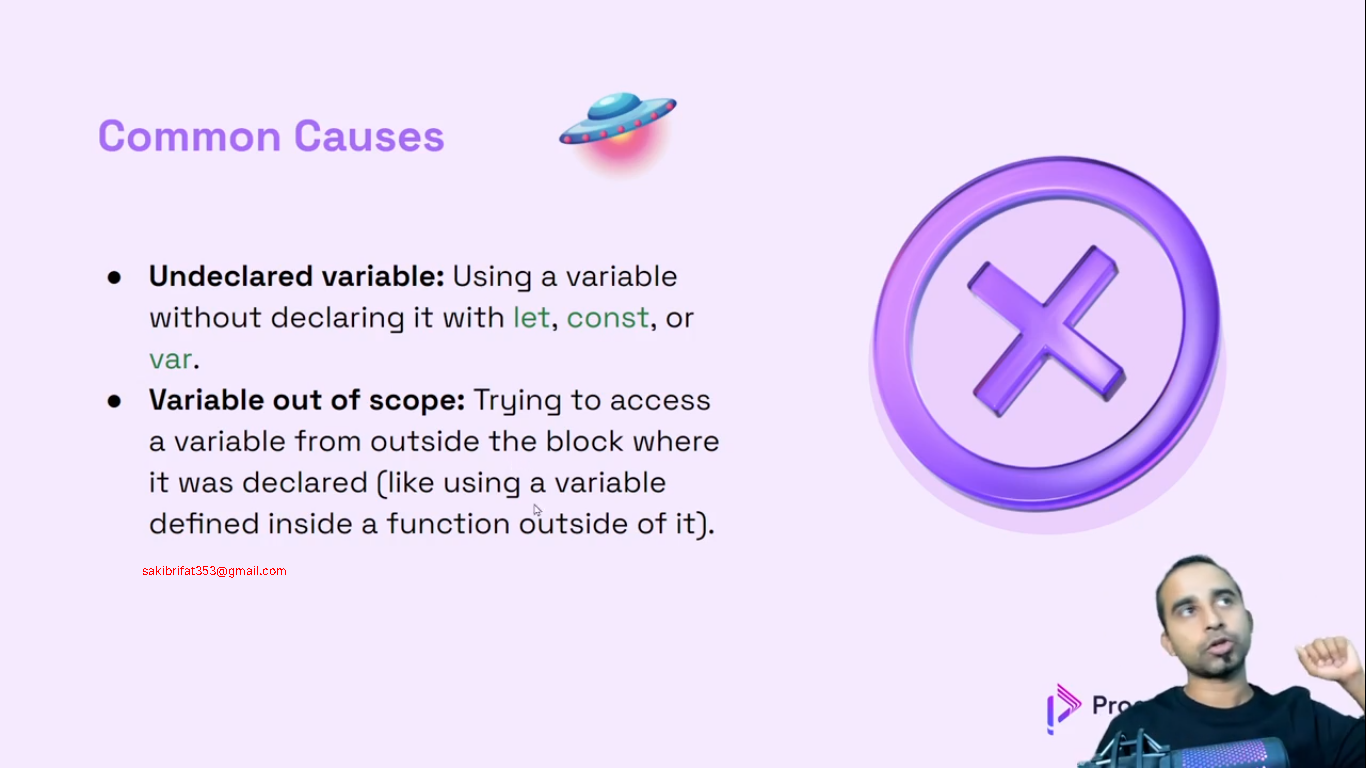 Common Causes
● Undeclared variable: Using a variable
without declaring it with let, const, or
var.
● Variable out of scope: Trying to access
a variable from outside the block where
it was declared (like using a variable
defined inside a function outside of it).
sakibrifat353@gmail.com